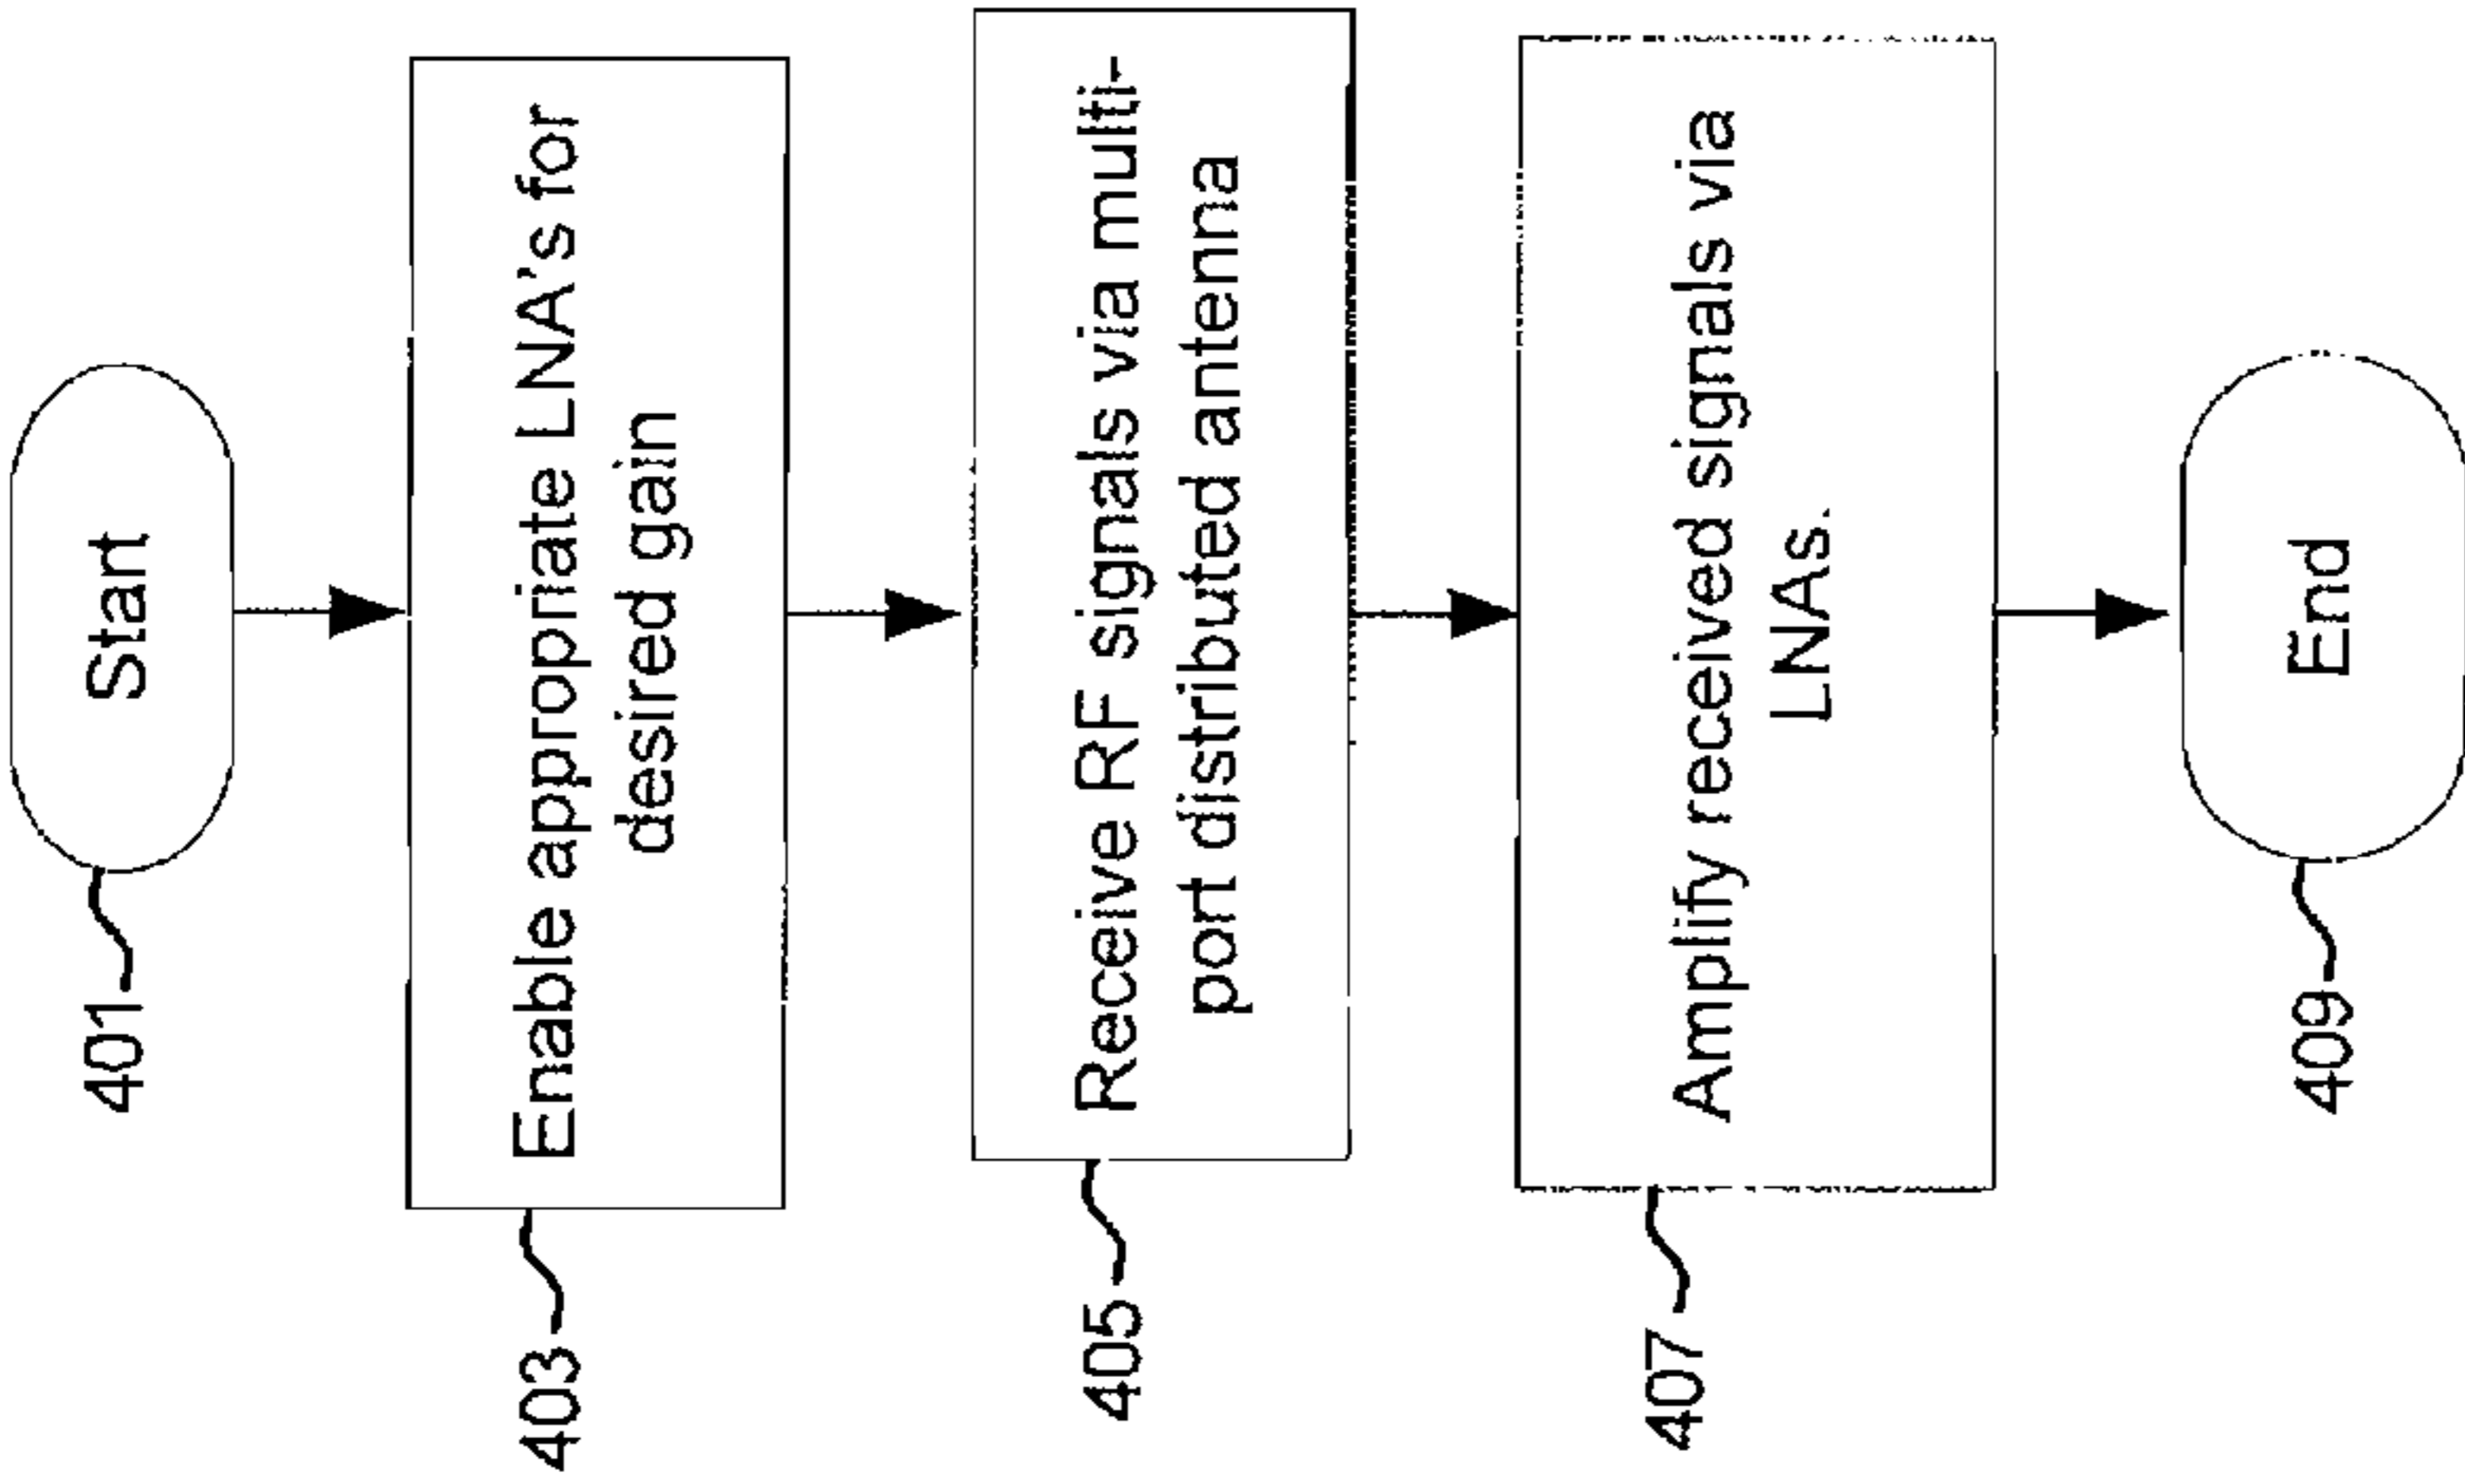 401
Start
403
Enable appropriate LNA's for
desired gain
405
Receive RF signals via multi-
port distributed antenna
407
Amplify received signals via
LNAs.
409
End